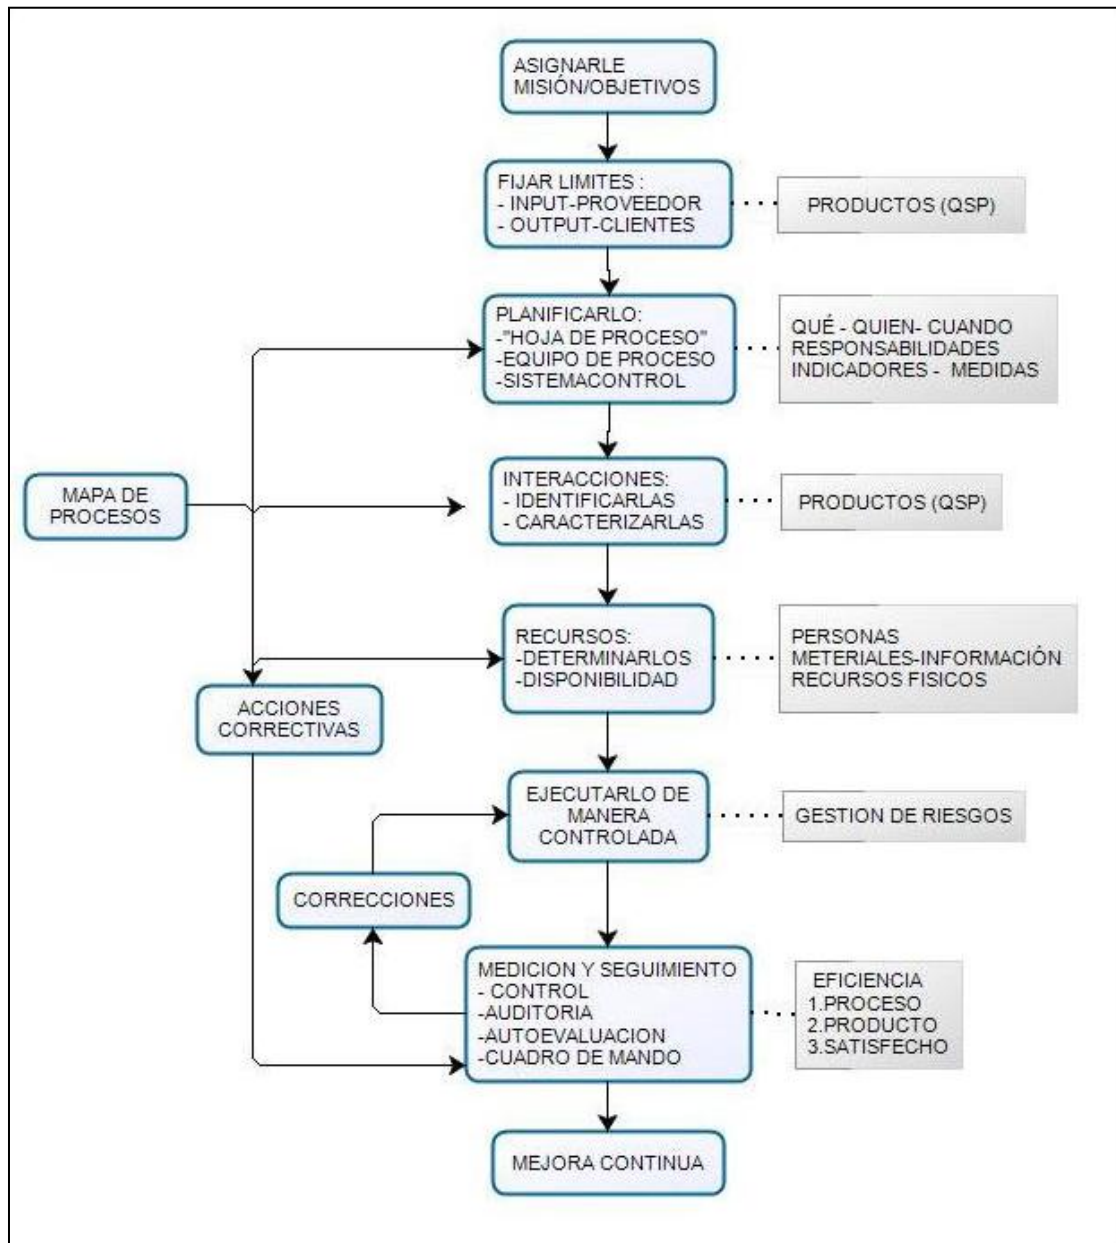 ASIGNARLE
MISIÓN/OBJETIVOS
FIJAR LIMITES :
- INPUT-PROVEEDOR
- OUTPUT-CLIENTES
PRODUCTOS (QSP)
PLANIFICARLO:
-"HOJA DE PROCESO"
-EQUIPO DE PROCESO
-SISTEMACONTROL
QUÉ - QUIEN- CUANDO
RESPONSABILIDADES
INDICADORES - MEDIDAS
MAPA DE
PROCESOS
INTERACCIONES:
- IDENTIFICARLAS
- CARACTERIZARLAS
PRODUCTOS (QSP)
RECURSOS:
-DETERMINARLOS
-DISPONIBILIDAD
PERSONAS
METERIALES-INFORMACIÓN
RECURSOS FISICOS
ACCIONES
CORRECTIVAS
EJECUTARLO DE
MANERA
CONTROLADA
GESTION DE RIESGOS
CORRECCIONES
MEDICION Y SEGUIMIENTO
- CONTROL
-AUDITORIA
-AUTOEVALUACION
-CUADRO DE MANDO
EFICIENCIA
1.PROCESO
2.PRODUCTO
3.SATISFECHO
MEJORA CONTINUA